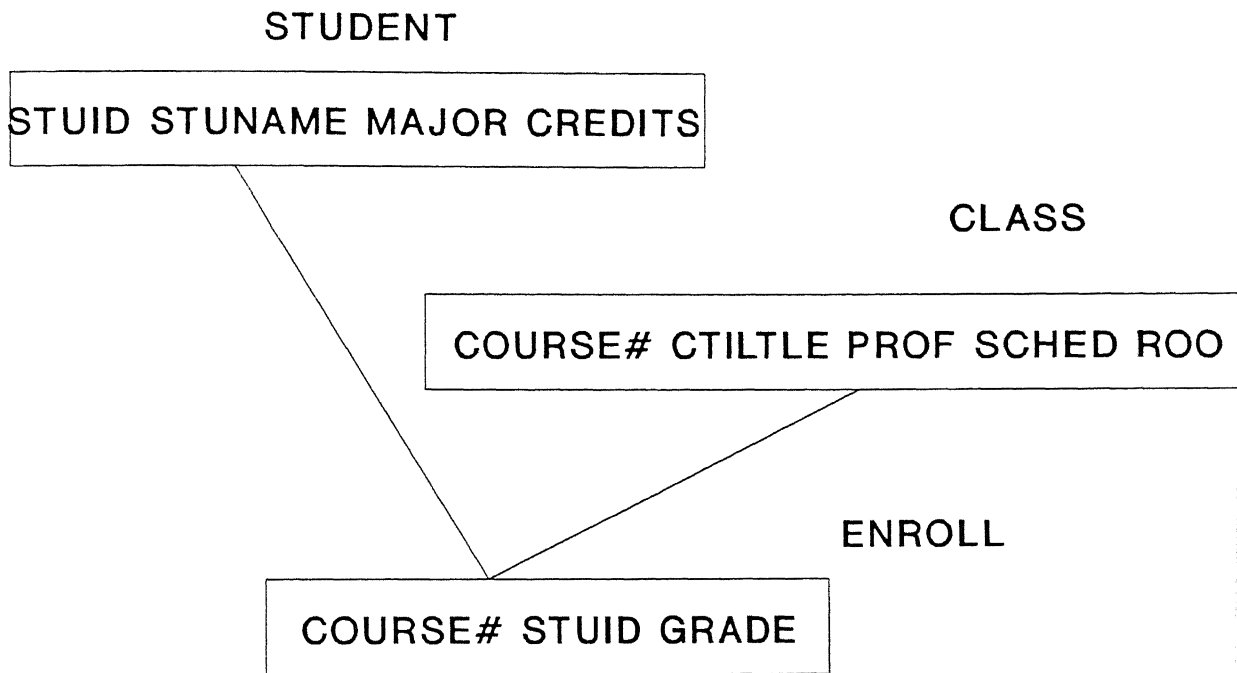 STUDENT
STUID STUNAME MAJOR CREDITS
CLASS
COURSE# CTILTLE PROF SCHED ROO
ENROLL
COURSE# STUID GRADE